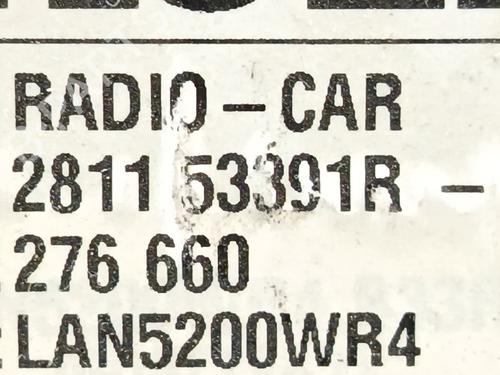 RADIO-CAR
2811 53391R -
276 660
LAN5200WR4